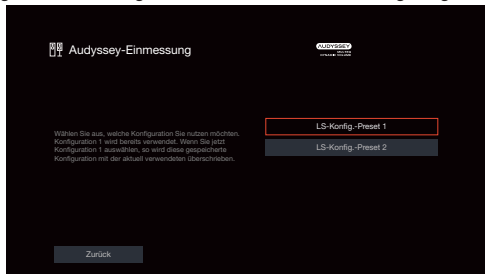 Audyssey-Einmessung
AUDYSSEY
LS-Konfig.-Preset 1
Wählen Sie aus, welche Konfiguration Sie nutzen möchten.
Konfiguration 1 wird bereits verwendet. Wenn Sie jetzt
Konfiguration 1 auswählen, so wird diese gespeicherte
Konfiguration mit der aktuell verwendeten überschrieben.
LS-Konfig.-Preset 2
Zurück